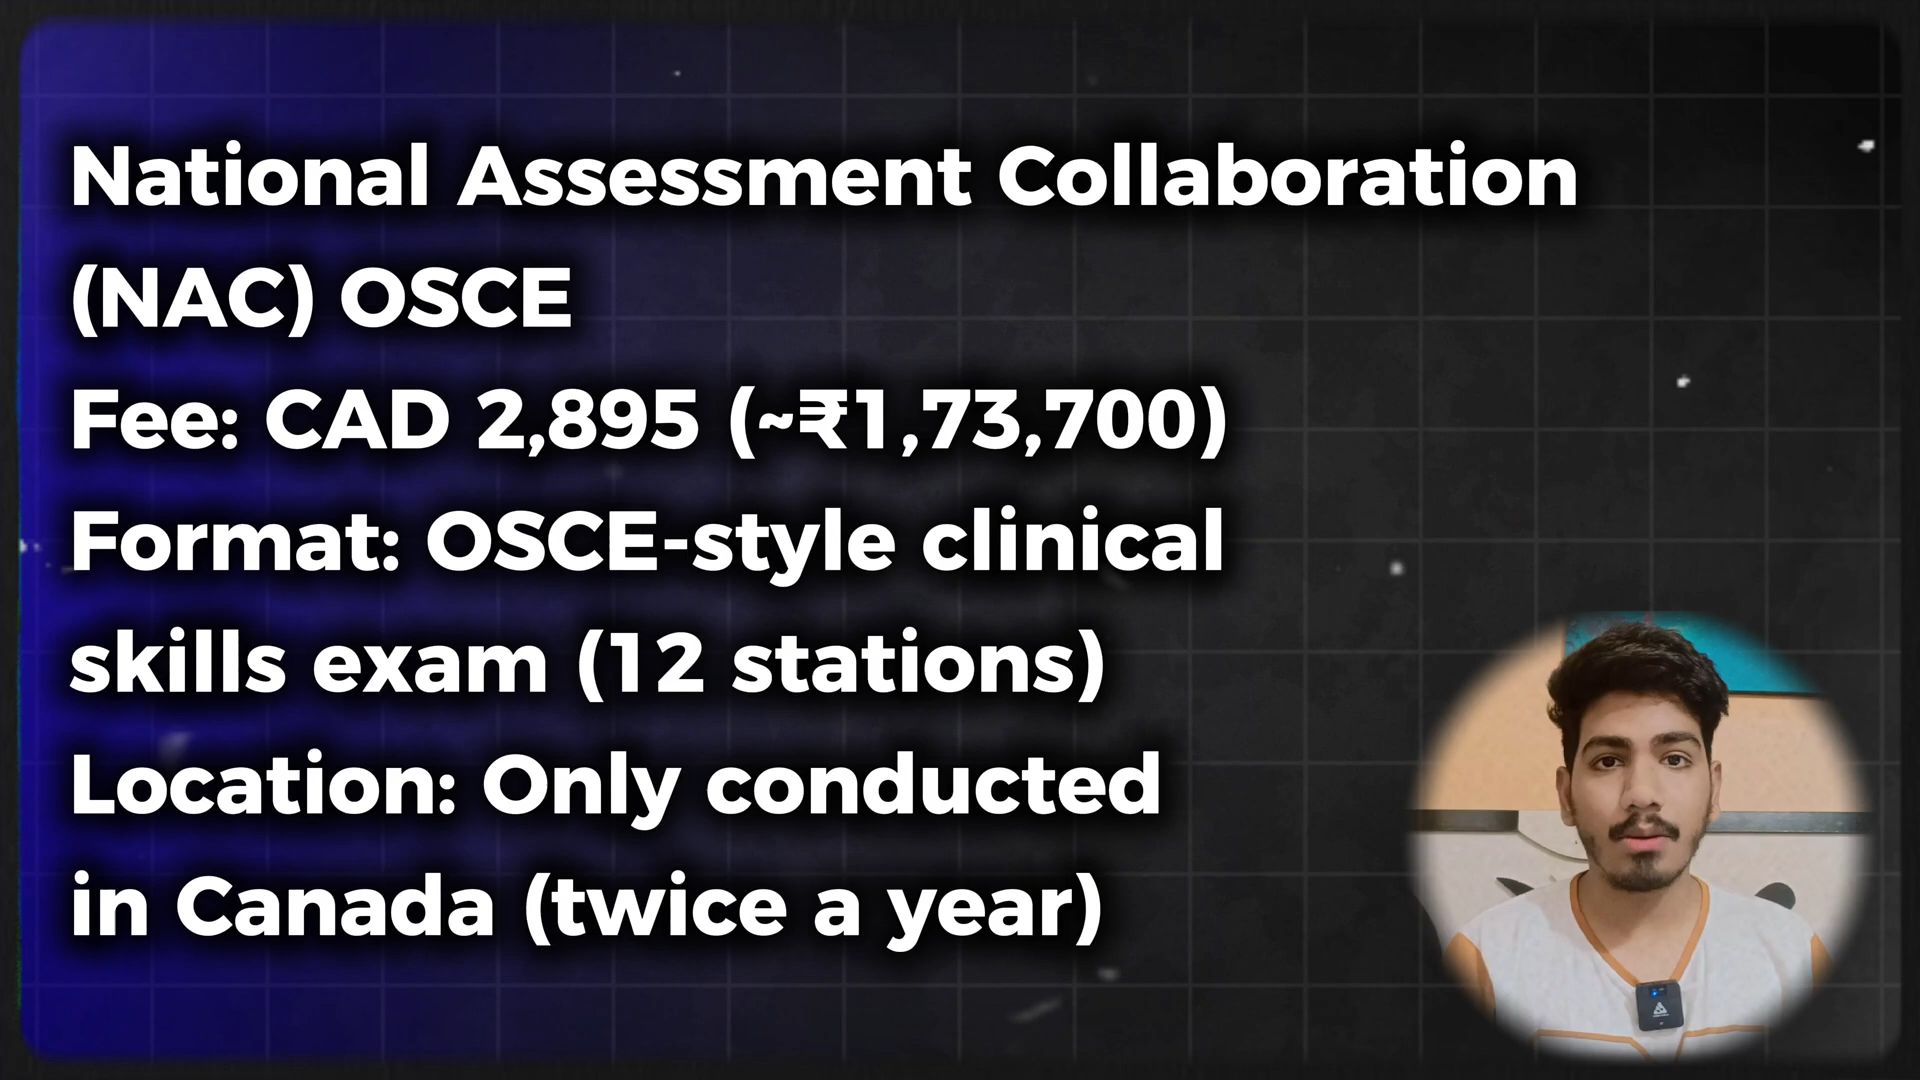 National Assessment Collaboration
(NAC) OSCE
Fee: CAD 2,895 (~₹1,73,700)
Format: OSCE-style clinical
skills exam (12 stations)
Location: Only conducted
in Canada (twice a year)